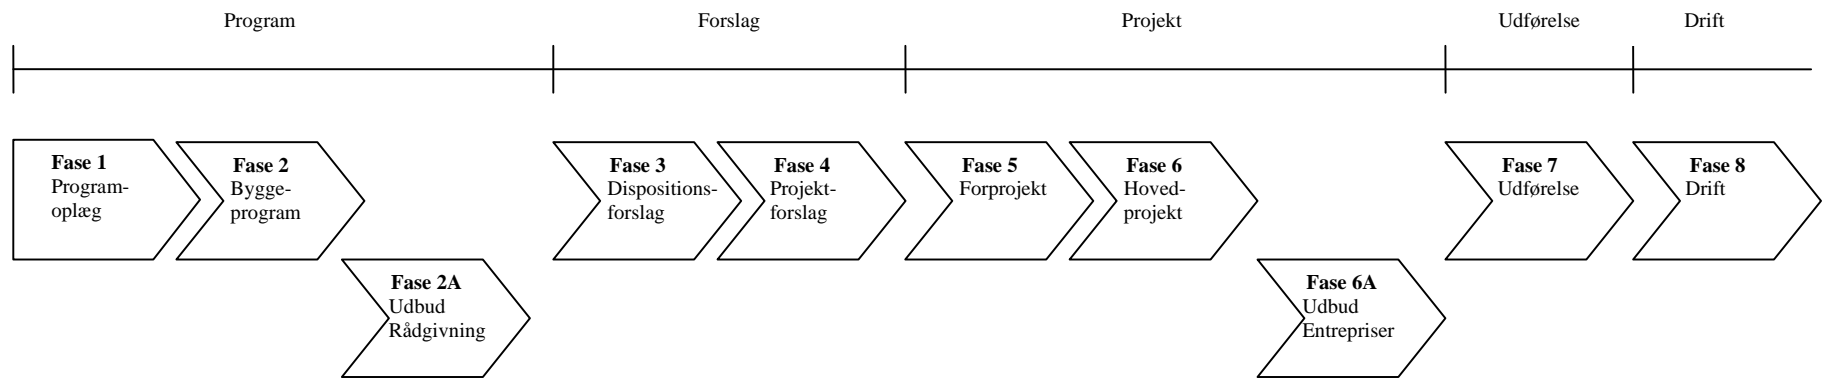 Program
Forslag
Projekt
Udførelse
Drift
Fase 1
Program-
oplæg
Fase 2
Bygge-
program
Fase 2A
Udbud
Rådgivning
Fase 3
Dispositions-
forslag
Fase 4
Projekt-
forslag
Fase 5
Forprojekt
Fase 6
Hoved-
projekt
Fase 6A
Udbud
Entrepriser
Fase 7
Udførelse
Fase 8
Drift